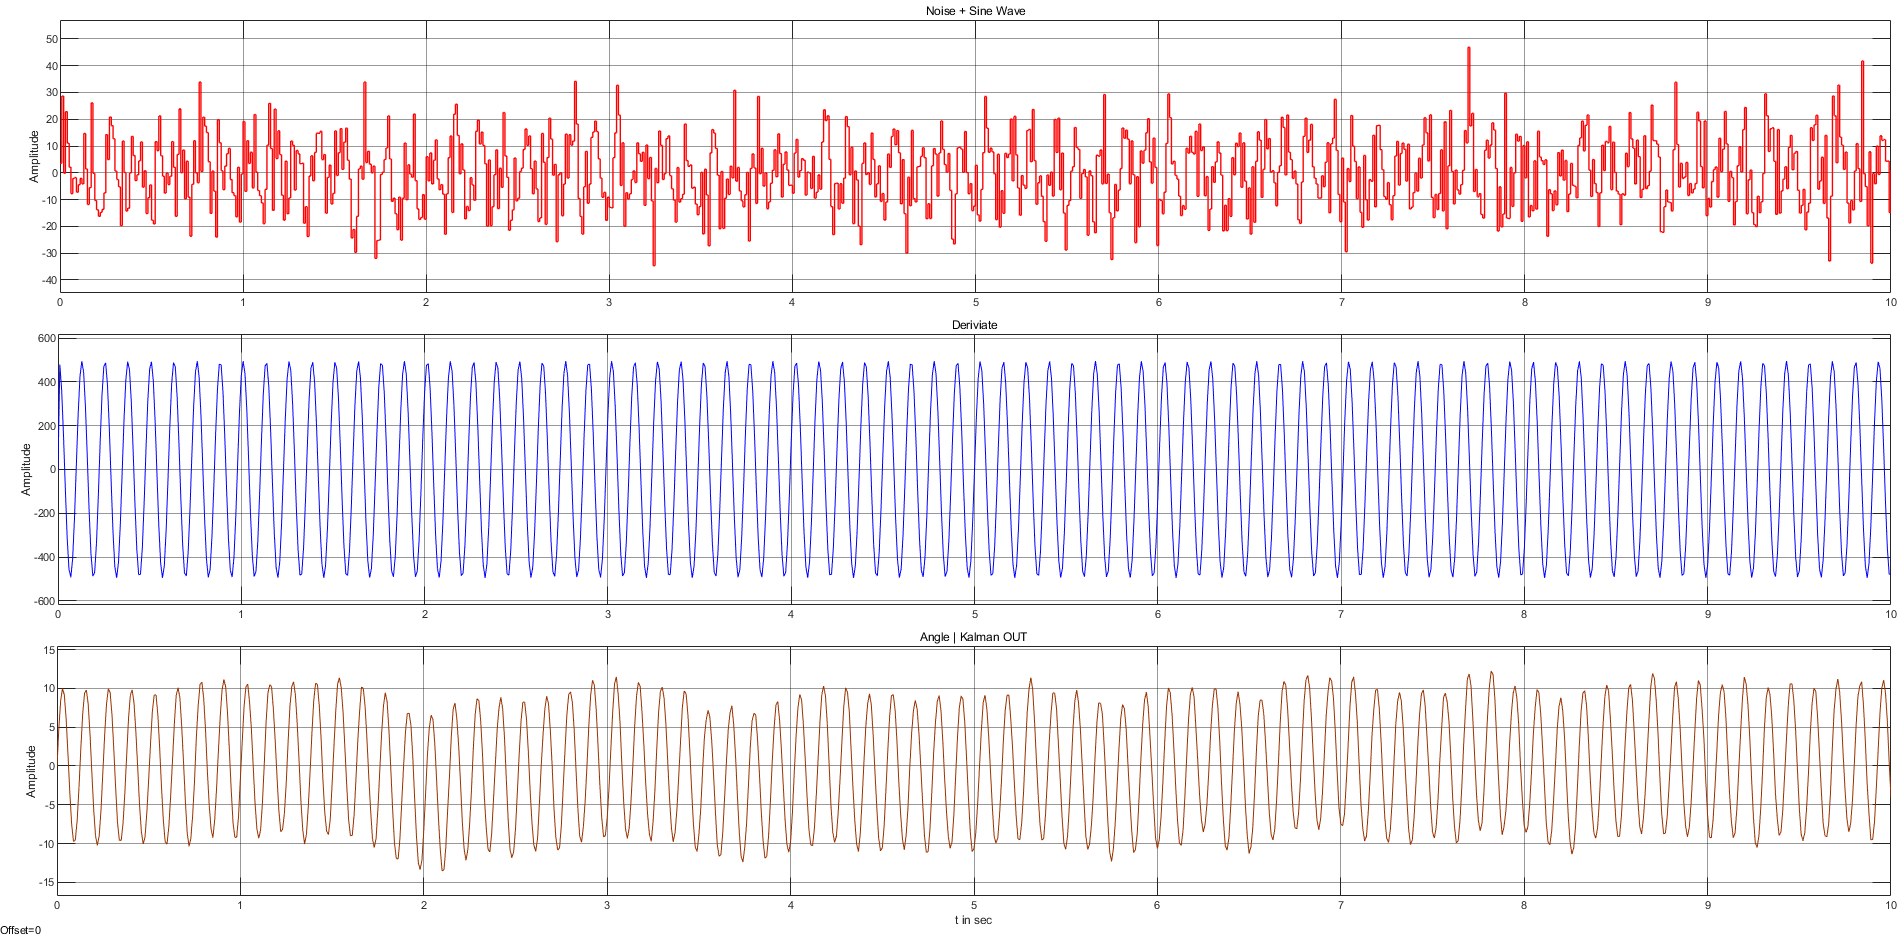 Noise + Sine Wave
50
40
30
20
10
0
-10
-20
-30
-40
Amplitude
0 1 2 3 4 5 6 7 8 9 10
Deriviate
600
400
200
0
-200
-400
-600
Amplitude
0 1 2 3 4 5 6 7 8 9 10
Angle | Kalman OUT
15
10
5
0
-5
-10
-15
Amplitude
0 1 2 3 4 5 6 7 8 9 10
t in sec
Offset=0